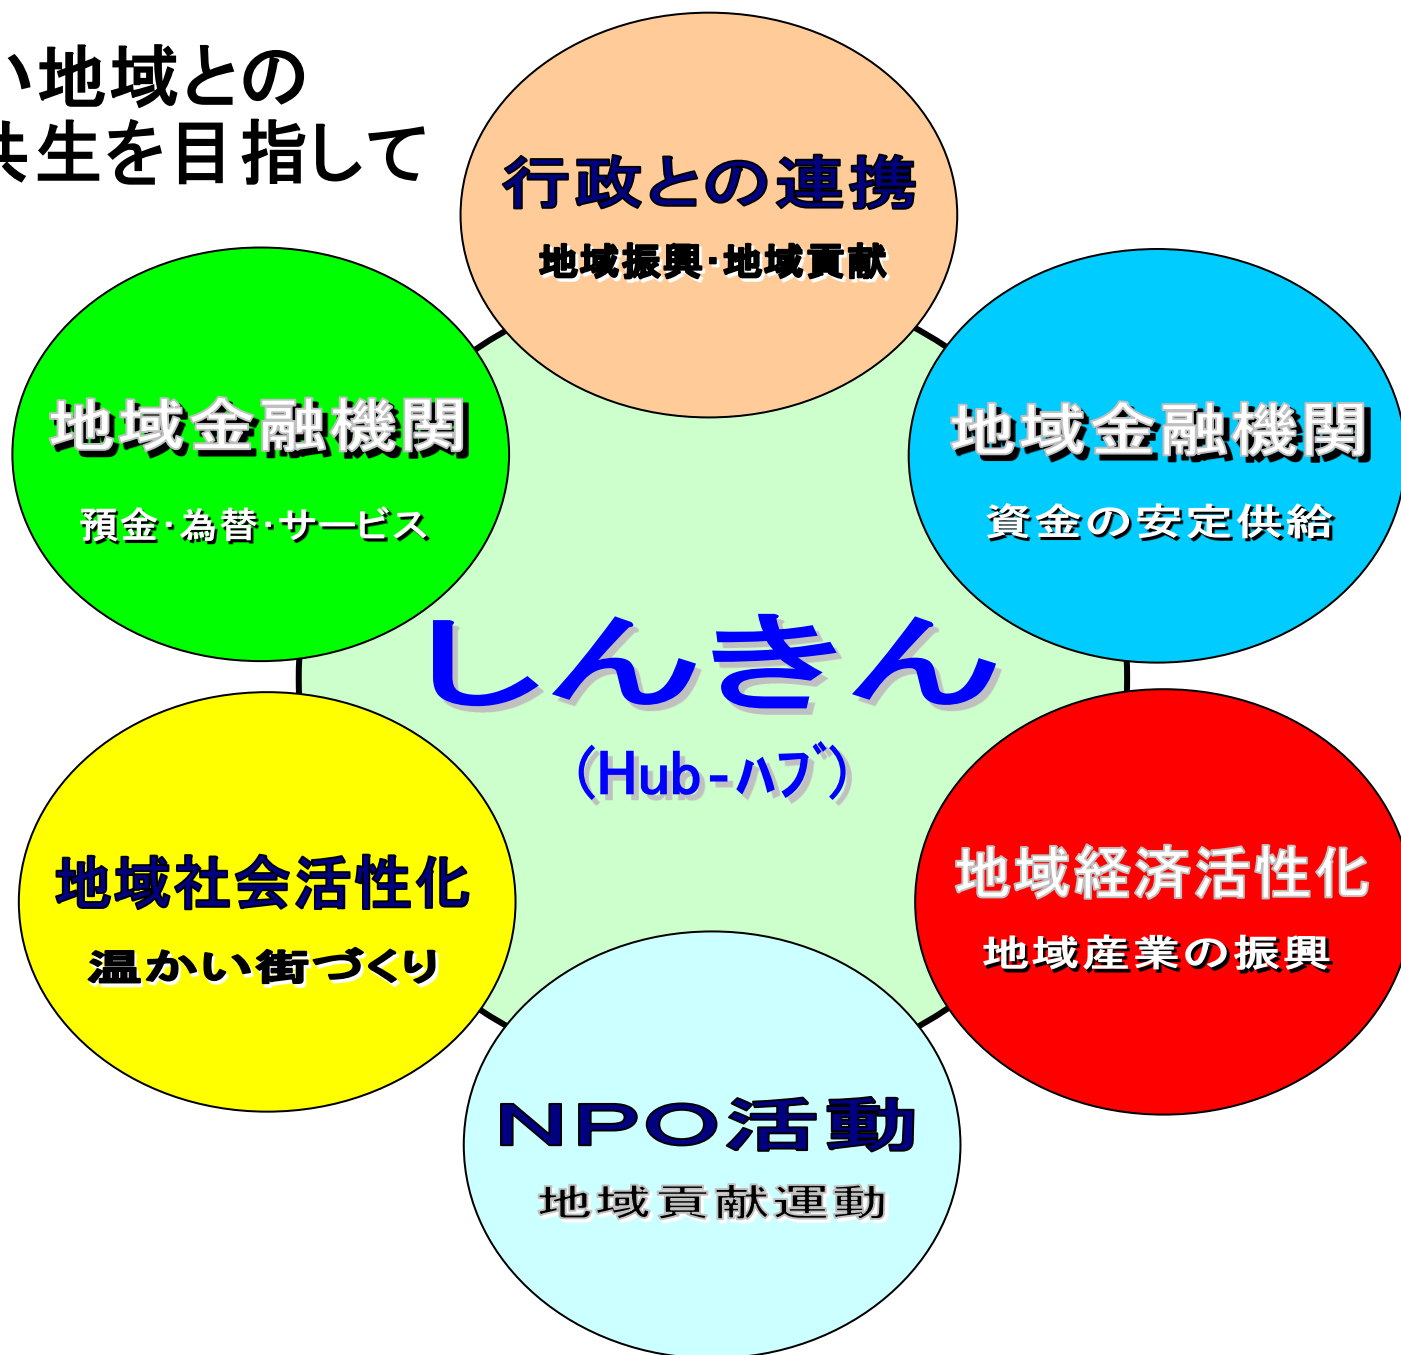 い地域との
共生を目指して
行政との連携
地域振興・地域貢献
地域金融機関
預金・為替・サービス
地域金融機関
資金の安定供給
しんきん
（Hub-ﾊﾌﾞ）
地域社会活性化
温かい街づくり
地域経済活性化
地域産業の振興
NPO活動
地域貢献運動